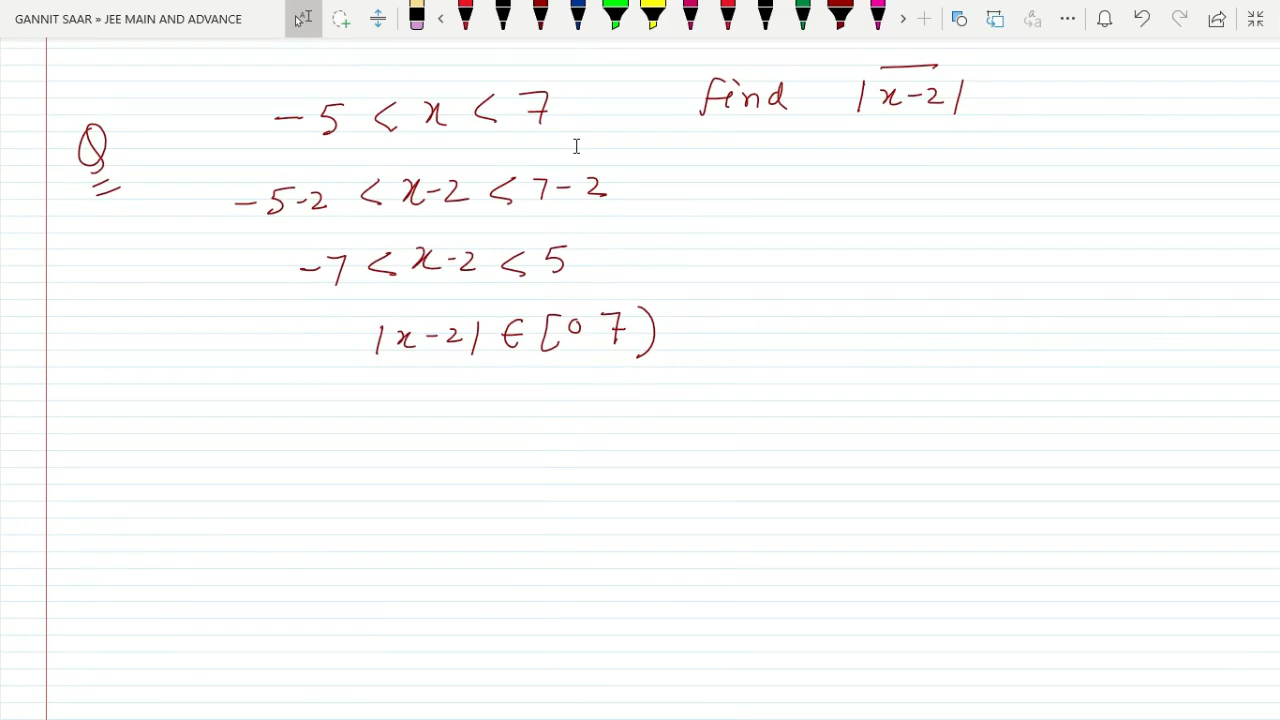 GANNIT SAAR » JEE MAIN AND ADVANCE
Q -5 < x < 7 find |x-2|
-5-2 < x-2 < 7-2
-7 < x-2 < 5
|x-2| ∈ [0 7)